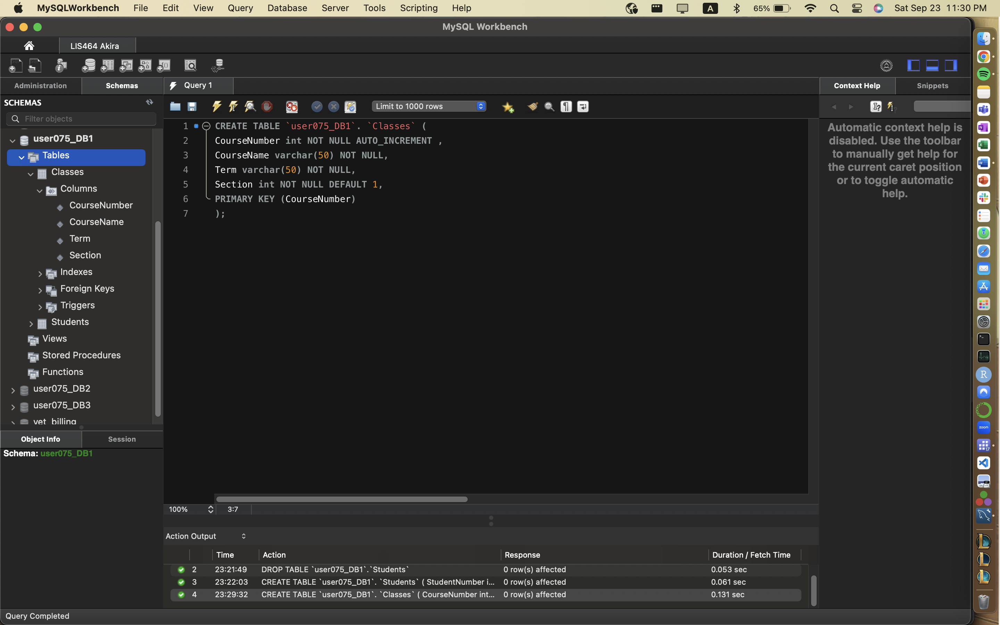 MySQLWorkbench File Edit View Query Database Server Tools Scripting Help A 65% Sat Sep 23 11:30 PM
MySQL Workbench
LIS464 Akira
Administration Schemas Query 1 Context Help Snippets
SCHEMAS
Limit to 1000 rows
Filter objects
user075_DB1
Tables
Classes
Columns
CourseNumber
CourseName
Term
Section
Indexes
Foreign Keys
Triggers
Students
Views
Stored Procedures
Functions
user075_DB2
user075_DB3
vet_billing
1 CREATE TABLE `user075_DB1`. `Classes` (
2 CourseNumber int NOT NULL AUTO_INCREMENT ,
3 CourseName varchar(50) NOT NULL,
4 Term varchar(50) NOT NULL,
5 Section int NOT NULL DEFAULT 1,
6 PRIMARY KEY (CourseNumber)
7 );
Automatic context help is
disabled. Use the toolbar
to manually get help for
the current caret position
or to toggle automatic
help.
Object Info Session
Schema: user075_DB1
100% 3:7
Action Output
Time Action Response Duration / Fetch Time
2 23:21:49 DROP TABLE `user075_DB1`.`Students` 0 row(s) affected 0.053 sec
3 23:22:03 CREATE TABLE `user075_DB1`. `Students` ( StudentNumber i... 0 row(s) affected 0.061 sec
4 23:29:32 CREATE TABLE `user075_DB1`. `Classes` ( CourseNumber int... 0 row(s) affected 0.131 sec
Query Completed
R
zoom
17